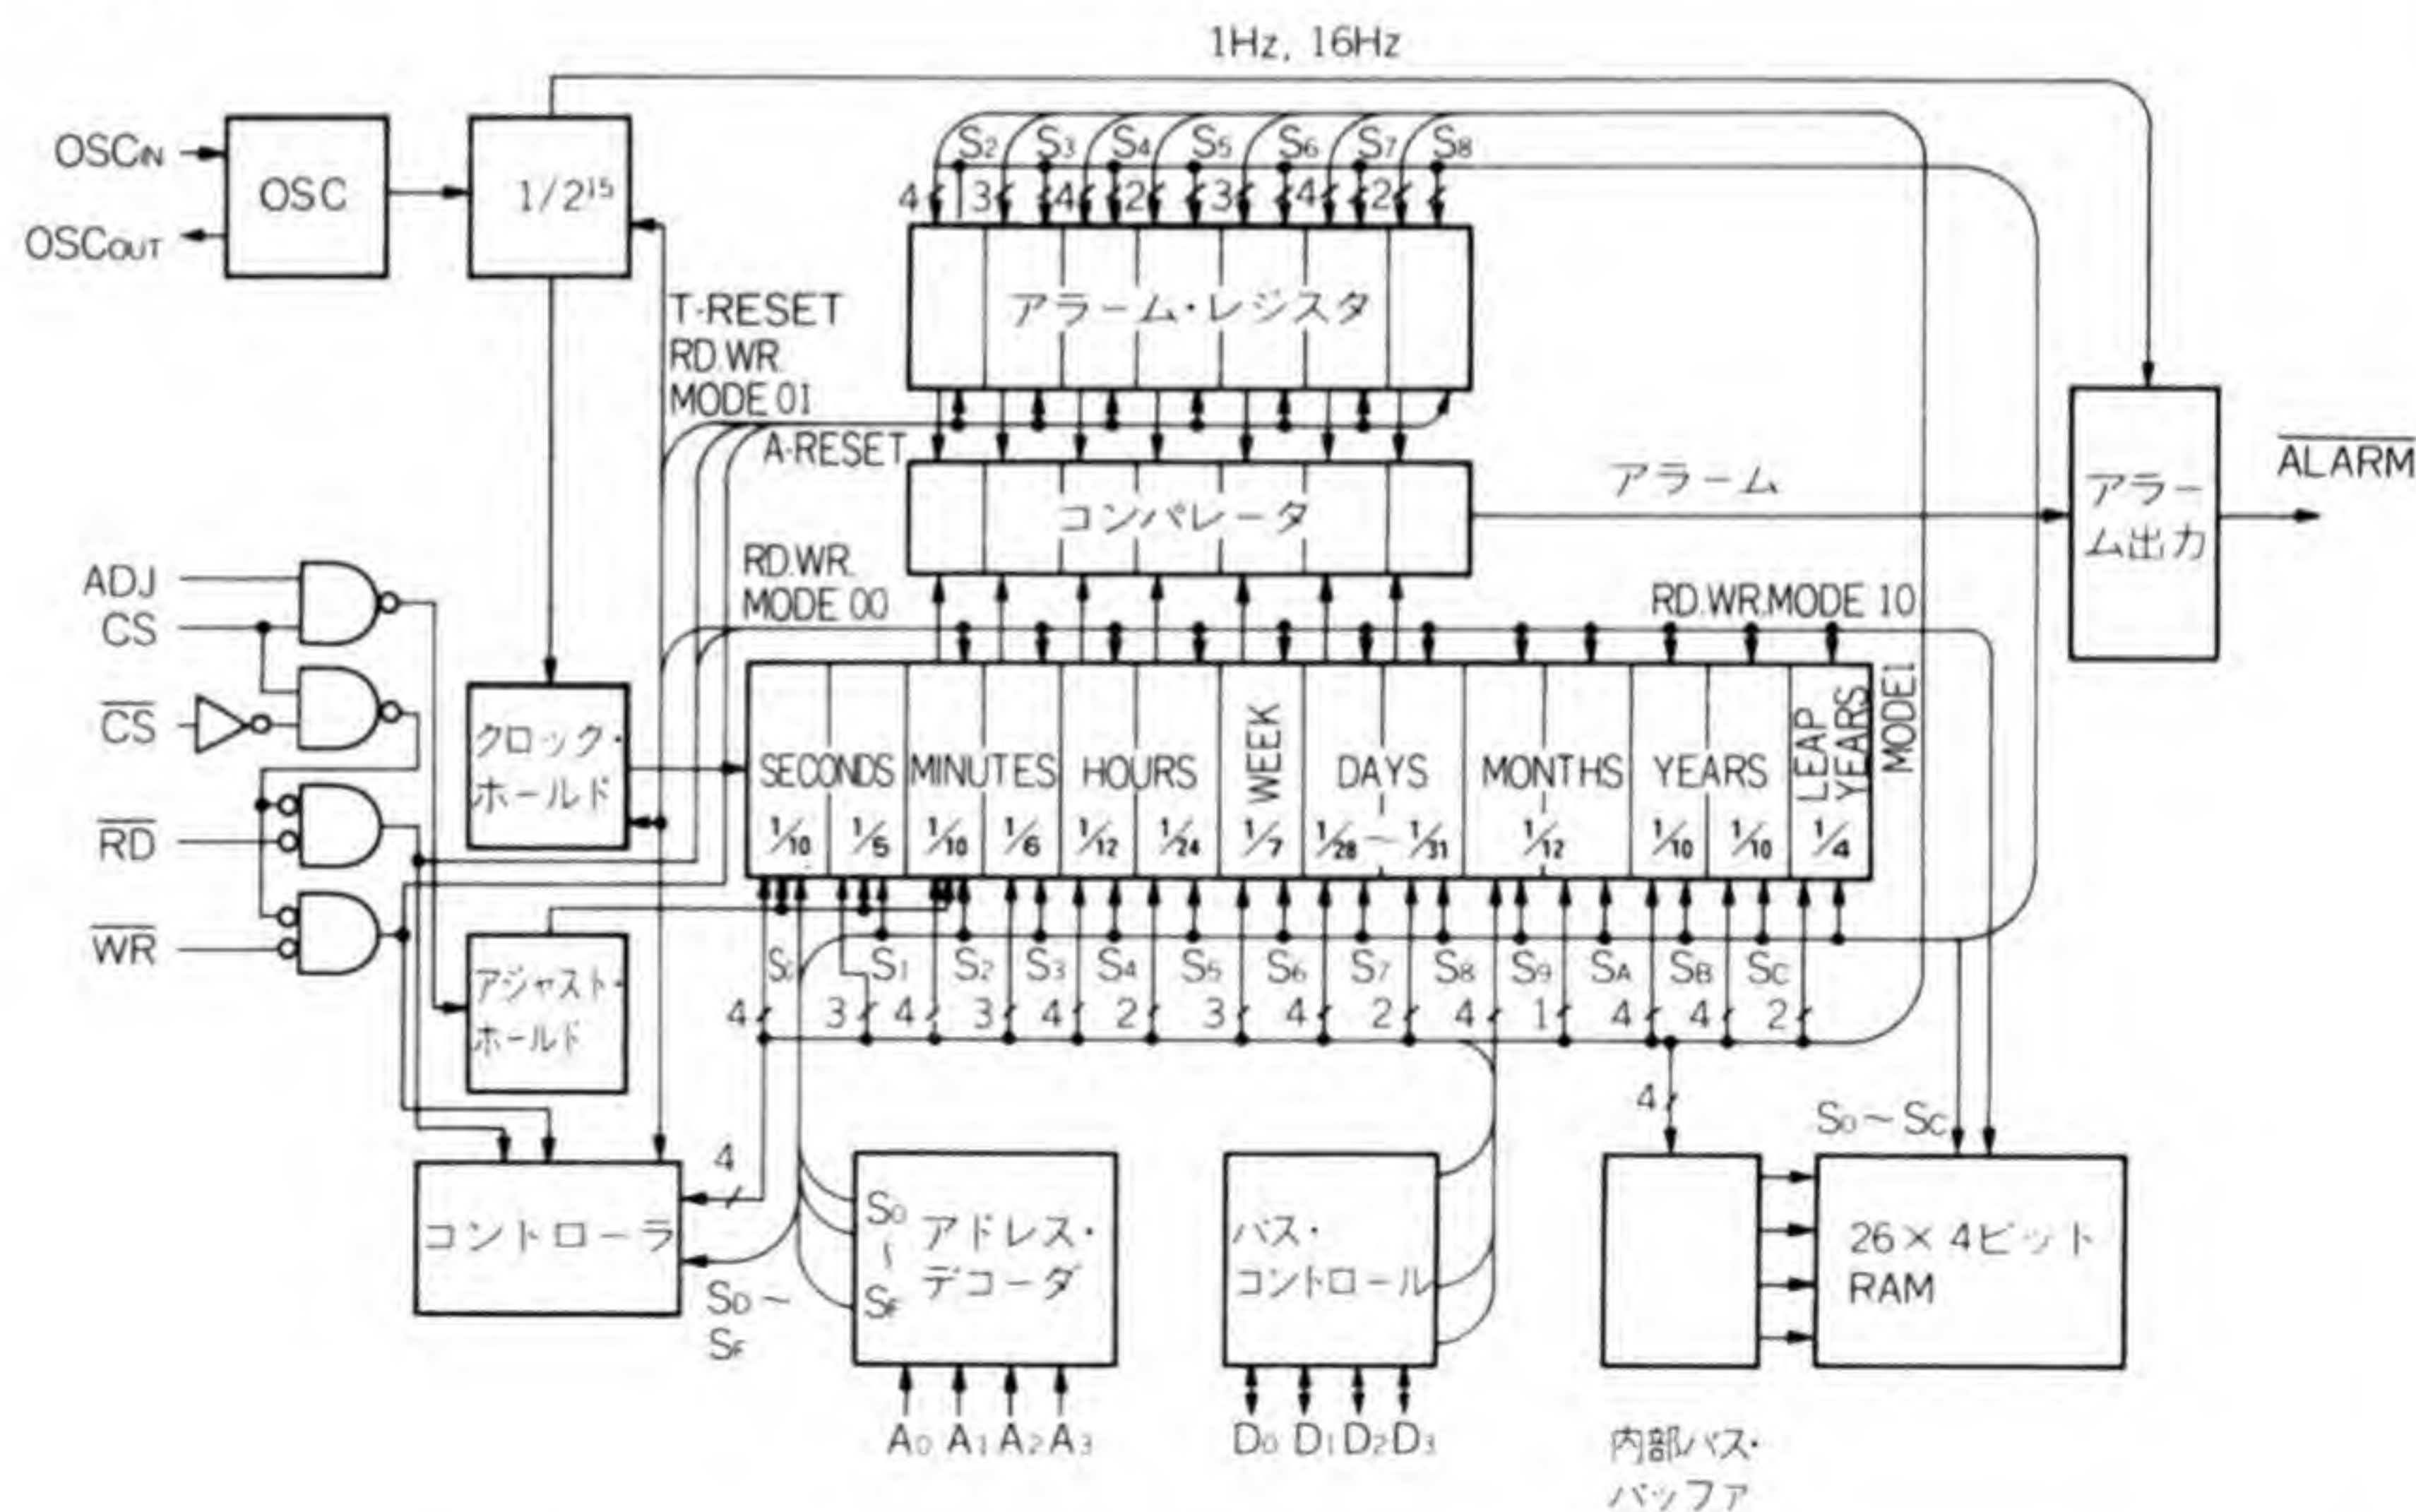 1Hz, 16Hz
OSCIN
OSCOUT
OSC
1/2¹⁵
S2 S3 S4 S5 S6 S7 S8
4 3 4 2 3 4 2
T-RESET
RD.WR.
MODE 01
アラーム・レジスタ
A-RESET
コンパレータ
アラーム
アラー
ム出力
ALARM
ADJ
CS
CS
RD
WR
RD.WR.
MODE 00
RD.WR.MODE 10
MODE1
クロック・
ホールド
SECONDS MINUTES HOURS WEEK DAYS MONTHS YEARS LEAP YEARS
1/10 1/6 1/10 1/6 1/12 1/24 1/7 1/28 〜 1/31 1/12 1/10 1/10 1/4
アジャスト・
ホールド
S1 S2 S3 S4 S5 S6 S7 S8 S9 SA SB SC
4 3 4 3 4 2 3 4 2 4 1 4 4 2
4
4
S0〜SC
コントローラ
SD〜
SF
S0
〜
SF
アドレス・
デコーダ
バス・
コントロール
26×4ビット
RAM
A0 A1 A2 A3
D0 D1 D2 D3
内部バス・
バッファ